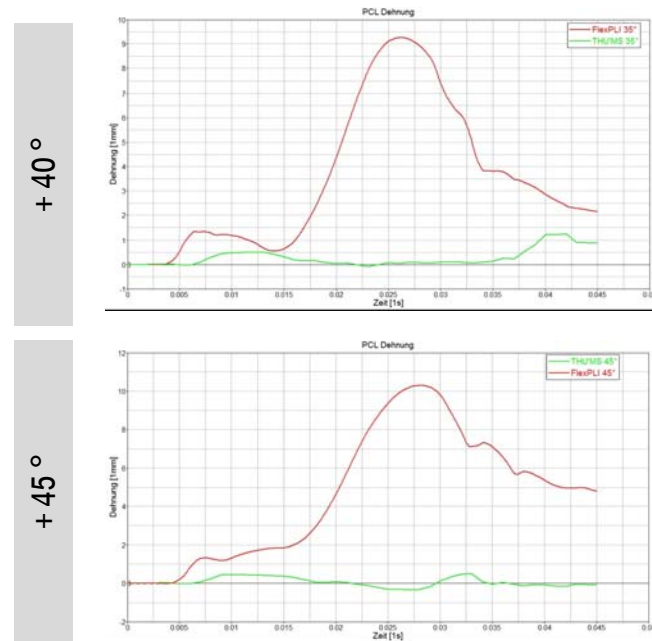 + 40 °
PCL Dehnung
FlexPLI 35°
THUMS 35°
Dehnung [1mm]
10
9
8
7
6
5
4
3
2
1
0
-1
0 0.005 0.01 0.015 0.02 0.025 0.03 0.035 0.04 0.045 0.05
Zeit [1s]
+ 45 °
PCL Dehnung
THUMS 45°
FlexPLI 45°
Dehnung [1mm]
12
10
8
6
4
2
0
-2
0 0.005 0.01 0.015 0.02 0.025 0.03 0.035 0.04 0.045 0.05
Zeit [1s]